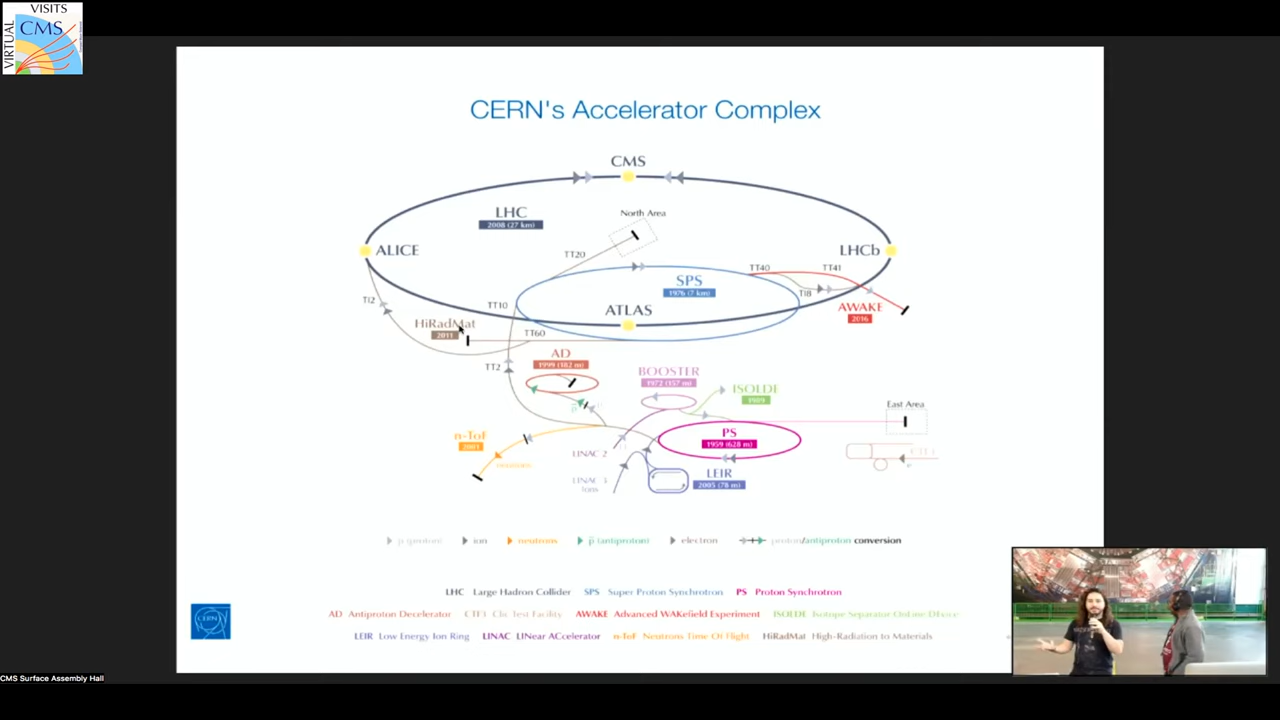 VISITS
VIRTUAL
CMS
CERN's Accelerator Complex
CMS
North Area
LHC
2008 (27 km)
TT20
ALICE
LHCb
TT40
TT41
SPS
1976 (7 km)
TI8
TI2
TT10
ATLAS
AWAKE
2016
HiRadMat
2011
TT60
AD
1999 (182 m)
TT2
BOOSTER
1972 (157 m)
ISOLDE
1989
East Area
p
PS
1959 (628 m)
n-ToF
2001
neutrons
LINAC 2
LEIR
2005 (78 m)
LINAC 3
Ions
e
p (proton)
ion
neutrons
p̄ (antiproton)
electron
proton/antiproton conversion
LHC Large Hadron Collider SPS Super Proton Synchrotron PS Proton Synchrotron
AD Antiproton Decelerator CTF3 Clic Test Facility AWAKE Advanced WAKefield Experiment ISOLDE Isotope Separator OnLine DEvice
LEIR Low Energy Ion Ring LINAC LINear ACcelerator n-ToF Neutrons Time Of Flight HiRadMat High-Radiation to Materials
CERN
CMS Surface Assembly Hall